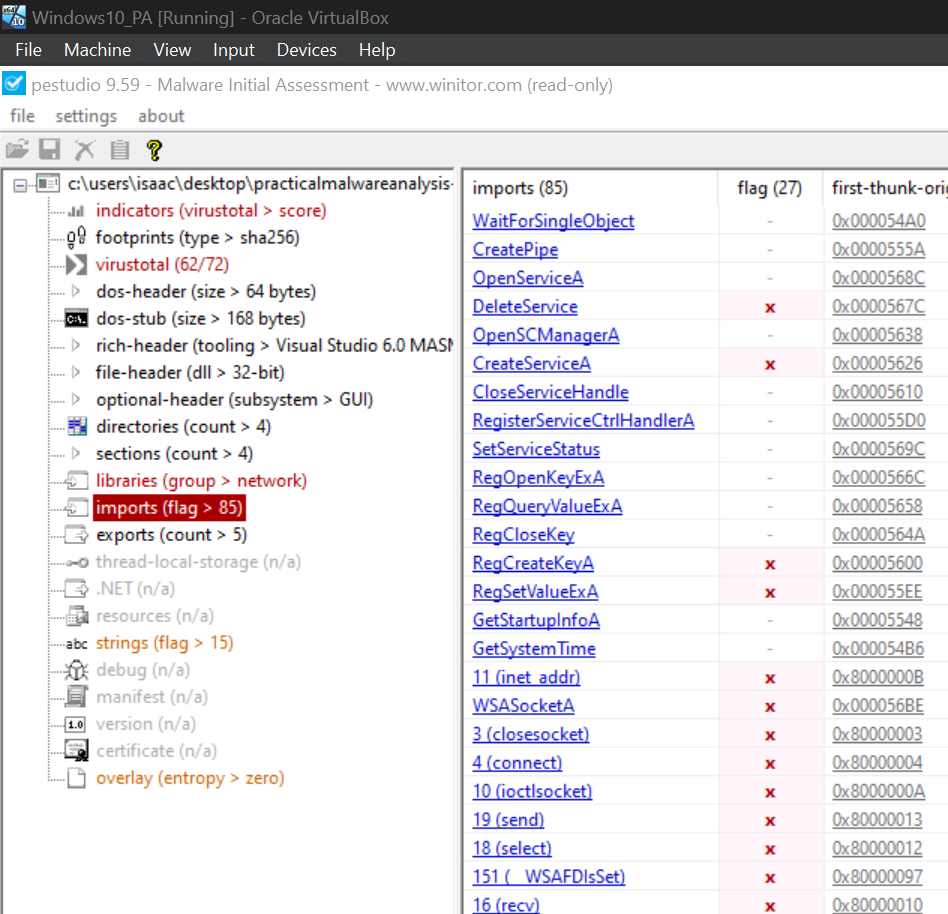 Windows10_PA [Running] - Oracle VirtualBox
File Machine View Input Devices Help
pestudio 9.59 - Malware Initial Assessment - www.winitor.com (read-only)
file settings about
c:\users\isaac\desktop\practicalmalwareanalysis-
indicators (virustotal > score)
footprints (type > sha256)
virustotal (62/72)
dos-header (size > 64 bytes)
dos-stub (size > 168 bytes)
rich-header (tooling > Visual Studio 6.0 MASM
file-header (dll > 32-bit)
optional-header (subsystem > GUI)
directories (count > 4)
sections (count > 4)
libraries (group > network)
imports (flag > 85)
exports (count > 5)
thread-local-storage (n/a)
.NET (n/a)
resources (n/a)
abc strings (flag > 15)
debug (n/a)
manifest (n/a)
1.0 version (n/a)
certificate (n/a)
overlay (entropy > zero)
imports (85) flag (27) first-thunk-orig
WaitForSingleObject - 0x000054A0
CreatePipe - 0x0000555A
OpenServiceA - 0x0000568C
DeleteService x 0x0000567C
OpenSCManagerA - 0x00005638
CreateServiceA x 0x00005626
CloseServiceHandle - 0x00005610
RegisterServiceCtrlHandlerA - 0x000055D0
SetServiceStatus - 0x0000569C
RegOpenKeyExA - 0x0000566C
RegQueryValueExA - 0x00005658
RegCloseKey - 0x0000564A
RegCreateKeyA x 0x00005600
RegSetValueExA x 0x000055EE
GetStartupInfoA - 0x00005548
GetSystemTime - 0x000054B6
11 (inet_addr) x 0x8000000B
WSASocketA x 0x000056BE
3 (closesocket) x 0x80000003
4 (connect) x 0x80000004
10 (ioctlsocket) x 0x8000000A
19 (send) x 0x80000013
18 (select) x 0x80000012
151 (__WSAFDIsSet) x 0x80000097
16 (recv) x 0x80000010